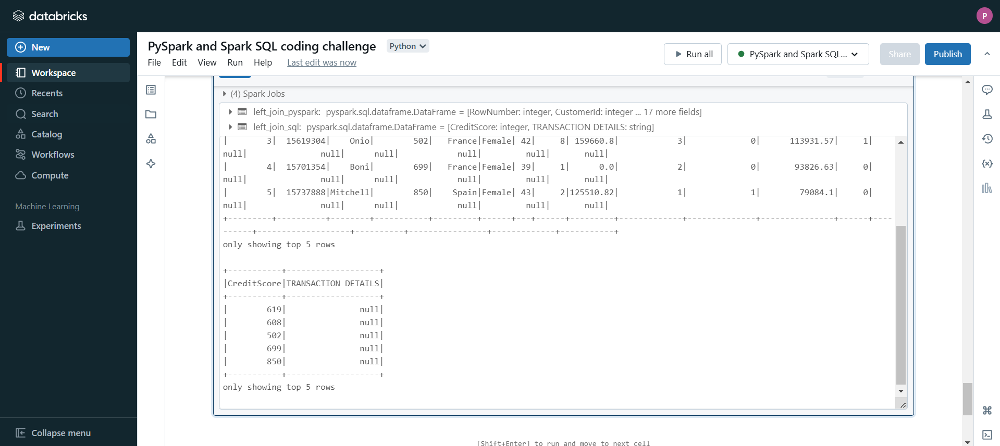 databricks
P
New
Workspace
Recents
Search
Catalog
Workflows
Compute
Machine Learning
Experiments
Collapse menu
PySpark and Spark SQL coding challenge Python
File Edit View Run Help Last edit was now
Run all PySpark and Spark SQL... Share Publish
(4) Spark Jobs
left_join_pyspark: pyspark.sql.dataframe.DataFrame = [RowNumber: integer, CustomerId: integer ... 17 more fields]
left_join_sql: pyspark.sql.dataframe.DataFrame = [CreditScore: integer, TRANSACTION DETAILS: string]
|        3|  15619304|    Onio|        502|   France|Female| 42|     8| 159660.8|            3|             0|      113931.57|     1|
null|               null|      null|            null|         null|       null|
|        4|  15701354|    Boni|        699|   France|Female| 39|     1|      0.0|            2|             0|       93826.63|     0|
null|               null|      null|            null|         null|       null|
|        5|  15737888|Mitchell|        850|    Spain|Female| 43|     2|125510.82|            1|             1|        79084.1|     0|
null|               null|      null|            null|         null|       null|
+---------+----------+--------+-----------+---------+------+---+------+---------+-------------+--------------+---------------+------+----
------+-------------------+----------+----------------+-------------+-----------+
only showing top 5 rows
+-----------+-------------------+
|CreditScore|TRANSACTION DETAILS|
+-----------+-------------------+
|        619|               null|
|        608|               null|
|        502|               null|
|        699|               null|
|        850|               null|
+-----------+-------------------+
only showing top 5 rows
[Shift+Enter] to run and move to next cell